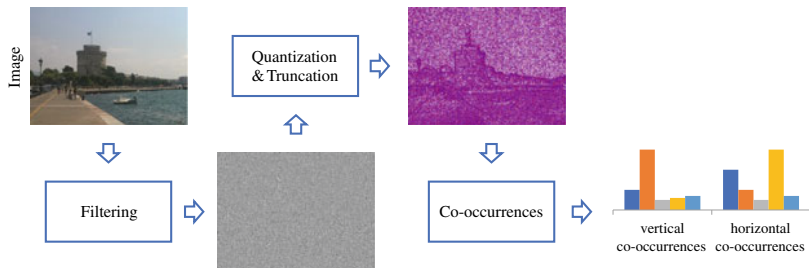 Image
Filtering
Quantization
& Truncation
Co-occurrences
vertical
co-occurrences
horizontal
co-occurrences